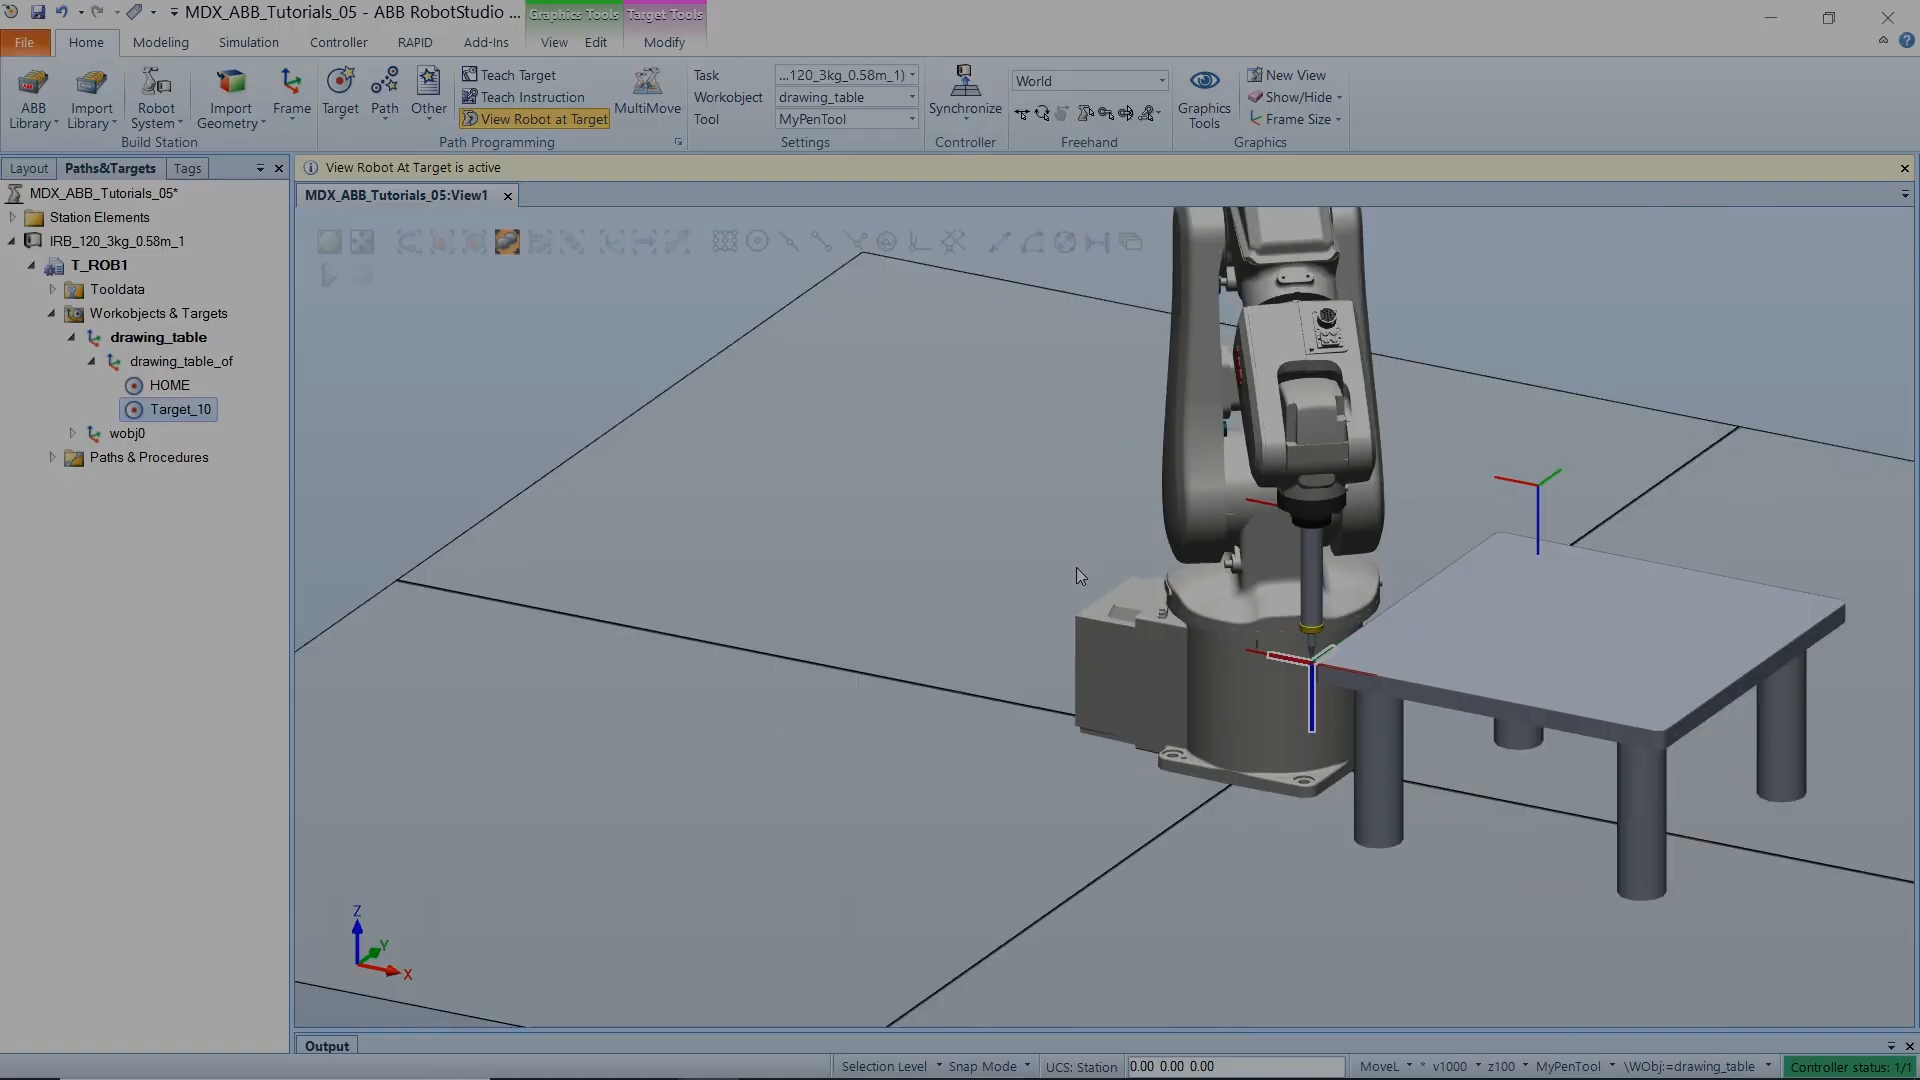 MDX_ABB_Tutorials_05 - ABB RobotStudio ...
Graphics Tools
Target Tools
File
Home
Modeling
Simulation
Controller
RAPID
Add-Ins
View
Edit
Modify
ABB Library
Import Library
Robot System
Import Geometry
Frame
Build Station
Target
Path
Other
Teach Target
Teach Instruction
View Robot at Target
MultiMove
Path Programming
Task
...120_3kg_0.58m_1)
Workobject
drawing_table
Tool
MyPenTool
Settings
Synchronize
Controller
World
Freehand
Graphics Tools
New View
Show/Hide
Frame Size
Graphics
Layout
Paths&Targets
Tags
View Robot At Target is active
MDX_ABB_Tutorials_05:View1
MDX_ABB_Tutorials_05*
Station Elements
IRB_120_3kg_0.58m_1
T_ROB1
Tooldata
Workobjects & Targets
drawing_table
drawing_table_of
HOME
Target_10
wobj0
Paths & Procedures
Z
Y
X
Output
Selection Level
Snap Mode
UCS: Station
0.00 0.00 0.00
MoveL
* v1000
z100
MyPenTool
\WObj:=drawing_table
Controller status: 1/1